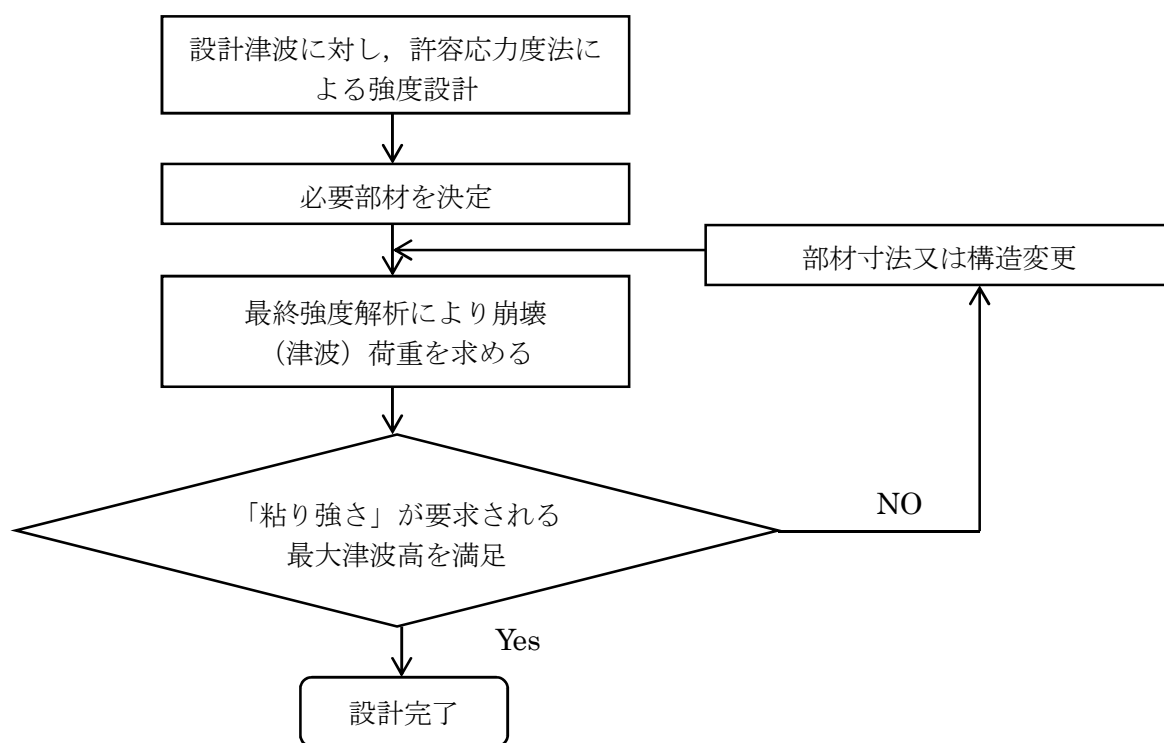 設計津波に対し，許容応力度法に
よる強度設計
必要部材を決定
部材寸法又は構造変更
最終強度解析により崩壊
（津波）荷重を求める
「粘り強さ」が要求される
最大津波高を満足
NO
Yes
設計完了